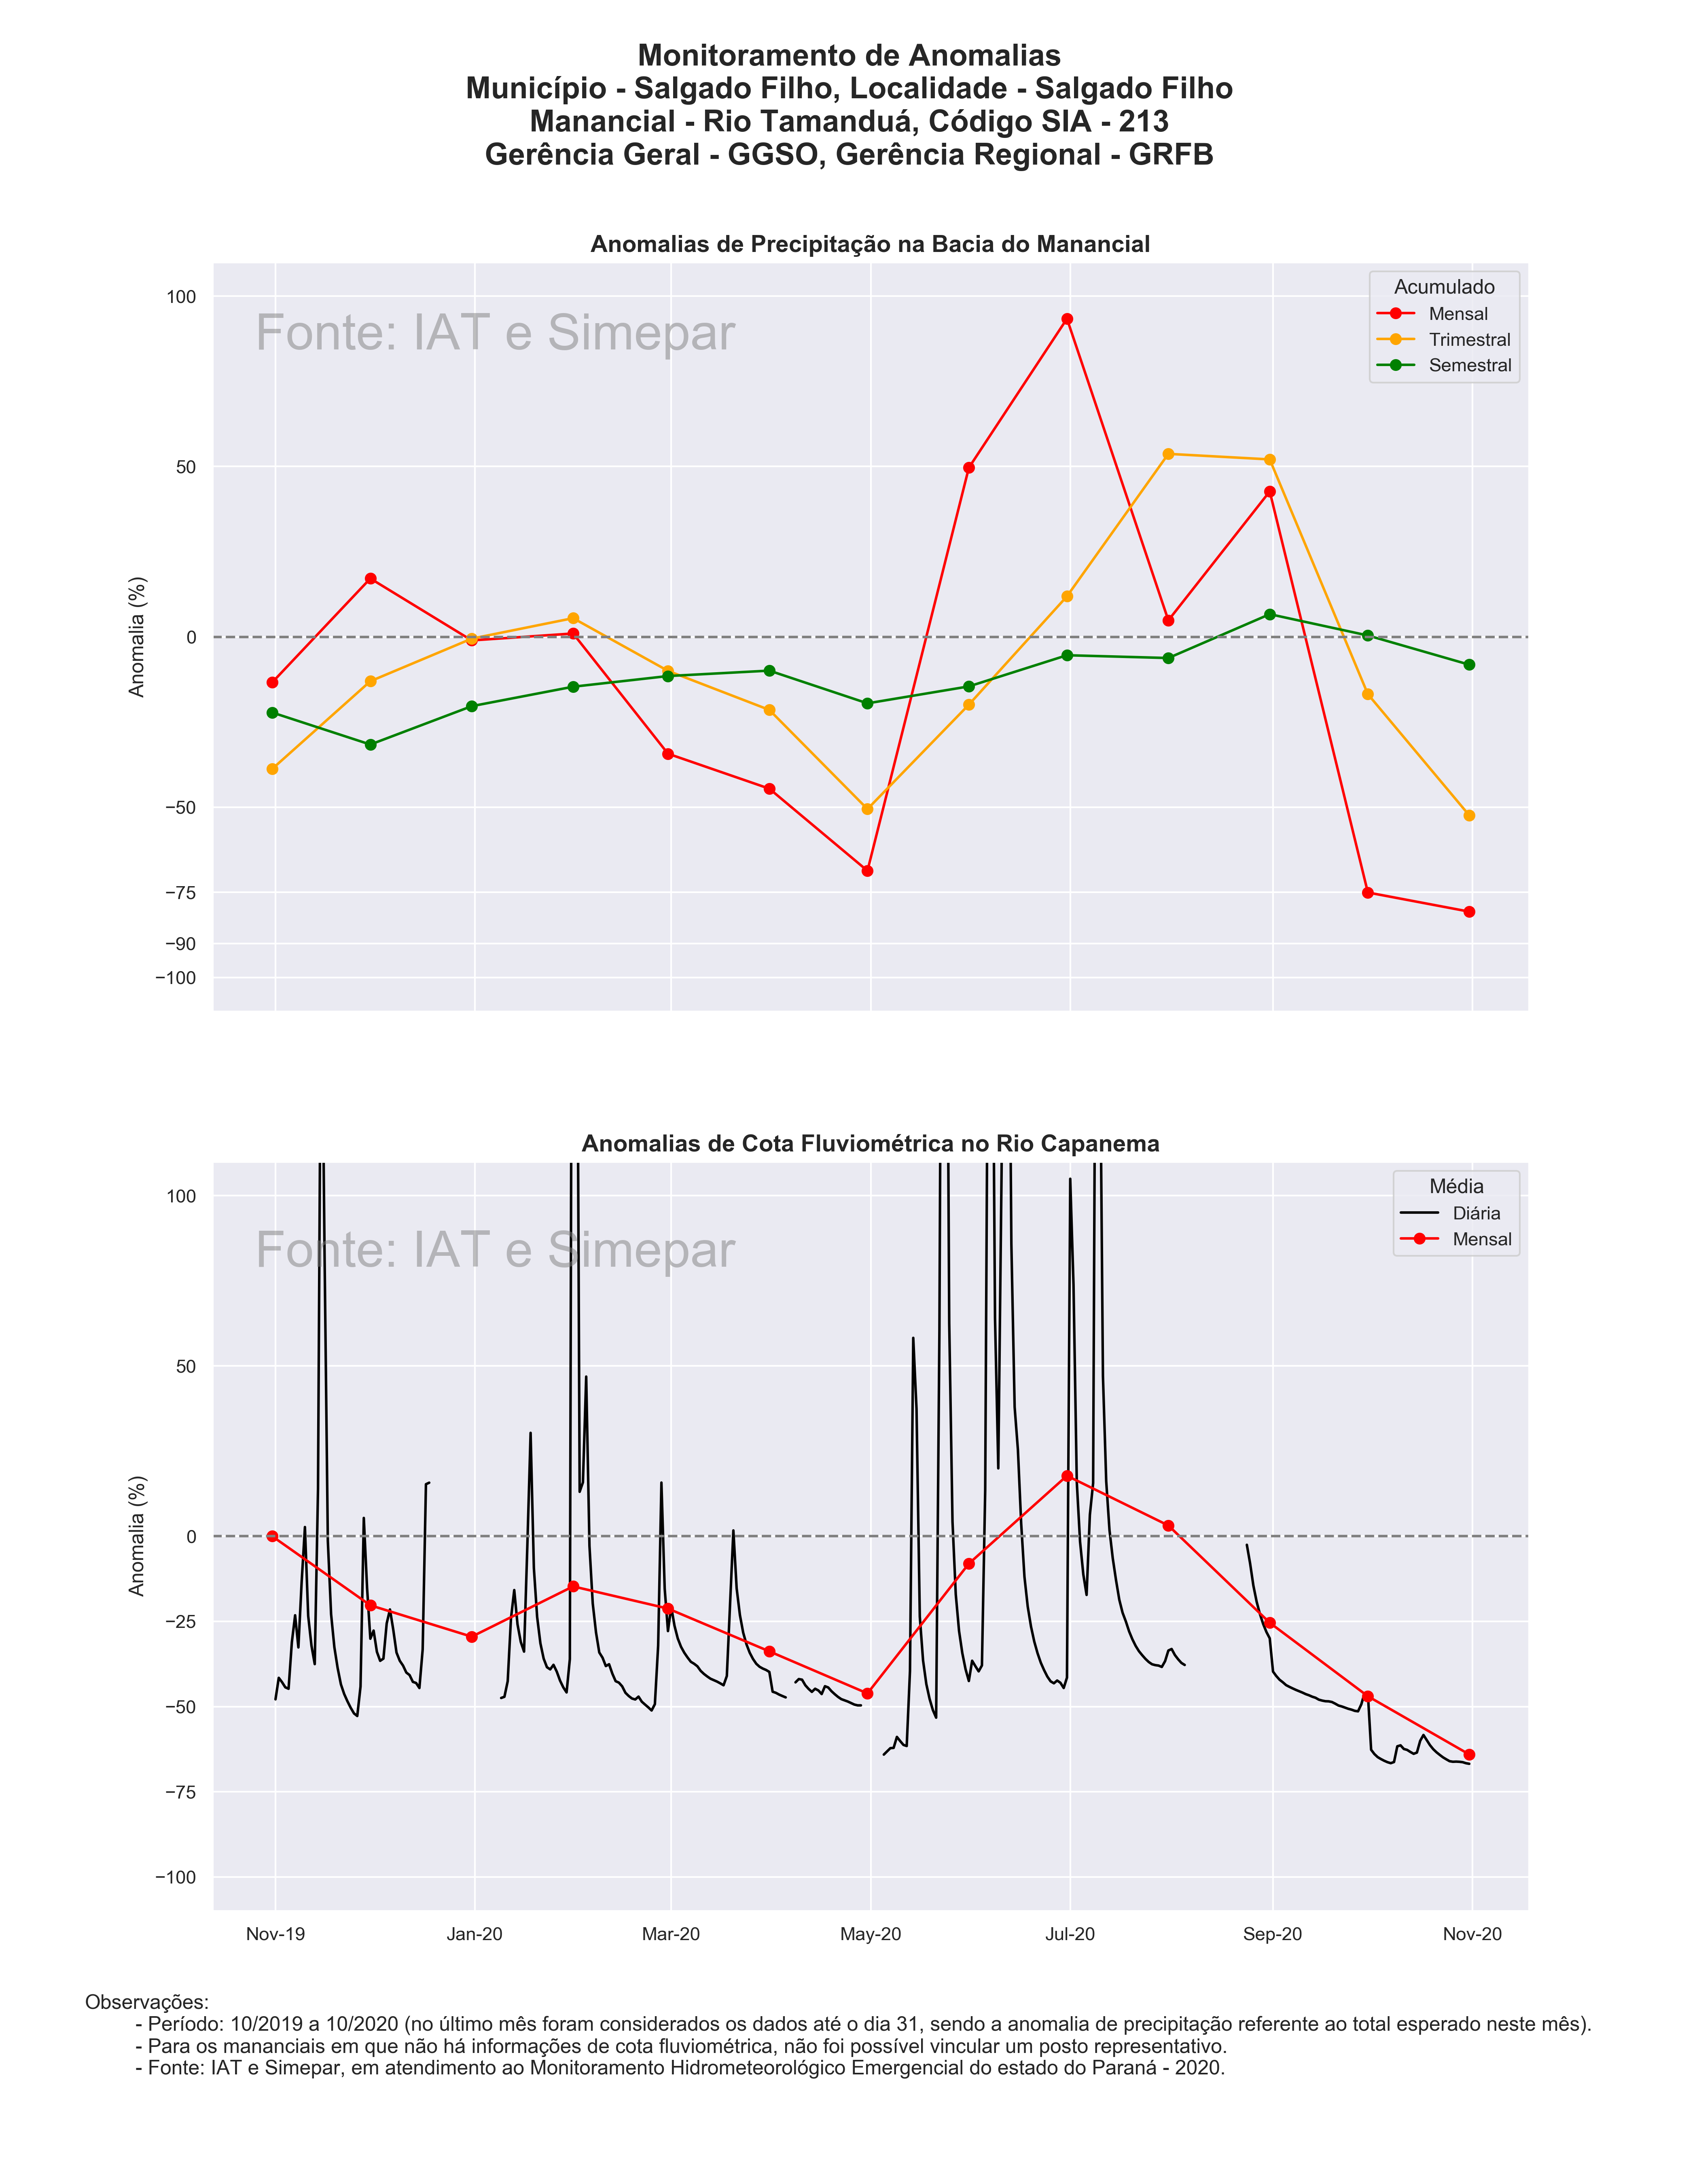 Monitoramento de Anomalias
Município - Salgado Filho, Localidade - Salgado Filho
Manancial - Rio Tamanduá, Código SIA - 213
Gerência Geral - GGSO, Gerência Regional - GRFB
Anomalias de Precipitação na Bacia do Manancial
Fonte: IAT e Simepar
Acumulado
Mensal
Trimestral
Semestral
Anomalia (%)
100
50
0
−50
−75
−90
−100
Anomalias de Cota Fluviométrica no Rio Capanema
Fonte: IAT e Simepar
Média
Diária
Mensal
Anomalia (%)
100
50
0
−25
−50
−75
−100
Nov-19 Jan-20 Mar-20 May-20 Jul-20 Sep-20 Nov-20
Observações:
- Período: 10/2019 a 10/2020 (no último mês foram considerados os dados até o dia 31, sendo a anomalia de precipitação referente ao total esperado neste mês).
- Para os mananciais em que não há informações de cota fluviométrica, não foi possível vincular um posto representativo.
- Fonte: IAT e Simepar, em atendimento ao Monitoramento Hidrometeorológico Emergencial do estado do Paraná - 2020.